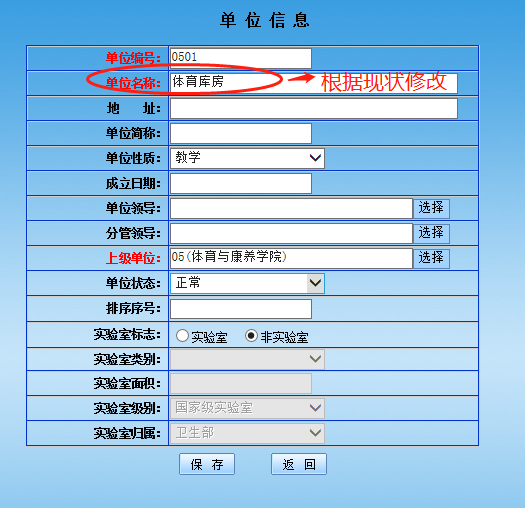 单 位 信 息
单位编号： 0501
单位名称： 体育库房 根据现状修改
地 址：
单位简称：
单位性质： 教学
成立日期：
单位领导： 选择
分管领导： 选择
上级单位： 05(体育与康养学院) 选择
单位状态： 正常
排序序号：
实验室标志： 实验室 非实验室
实验室类别：
实验室面积：
实验室级别： 国家级实验室
实验室归属： 卫生部
保 存 返 回